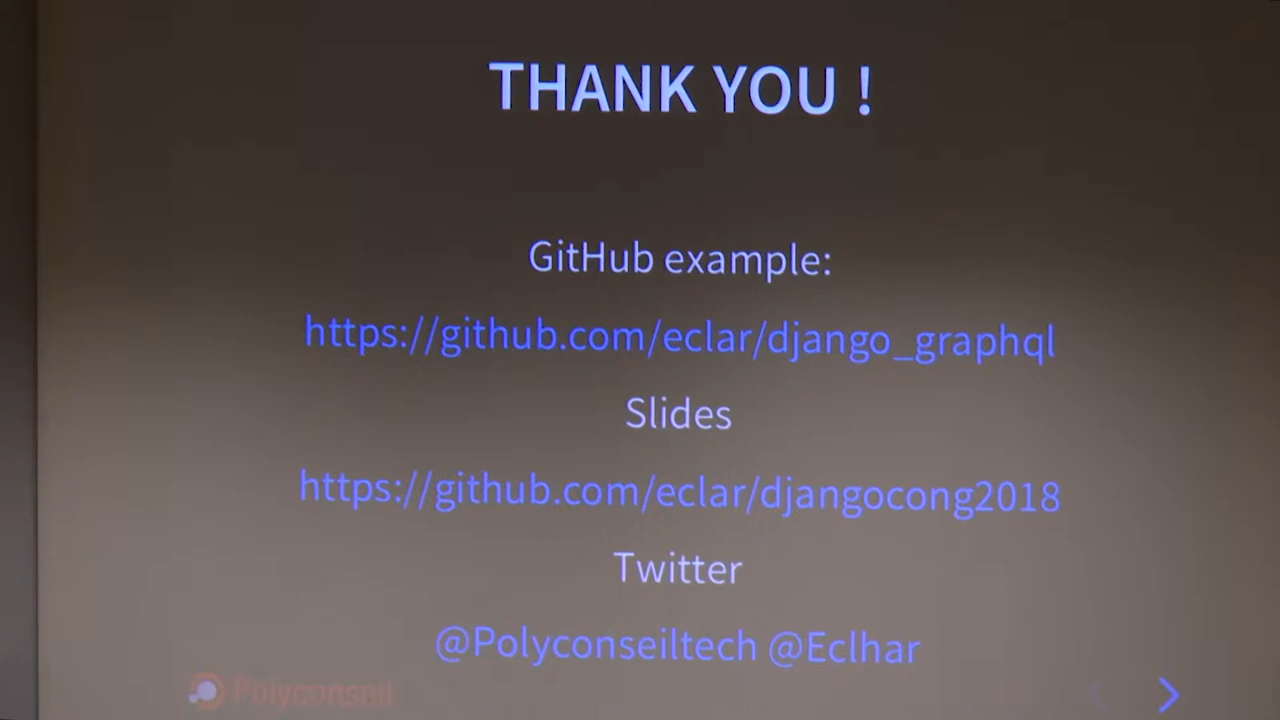 THANK YOU !
GitHub example:
https://github.com/eclar/django_graphql
Slides
https://github.com/eclar/djangocong2018
Twitter
@Polyconseiltech @Eclhar
Polyconseil